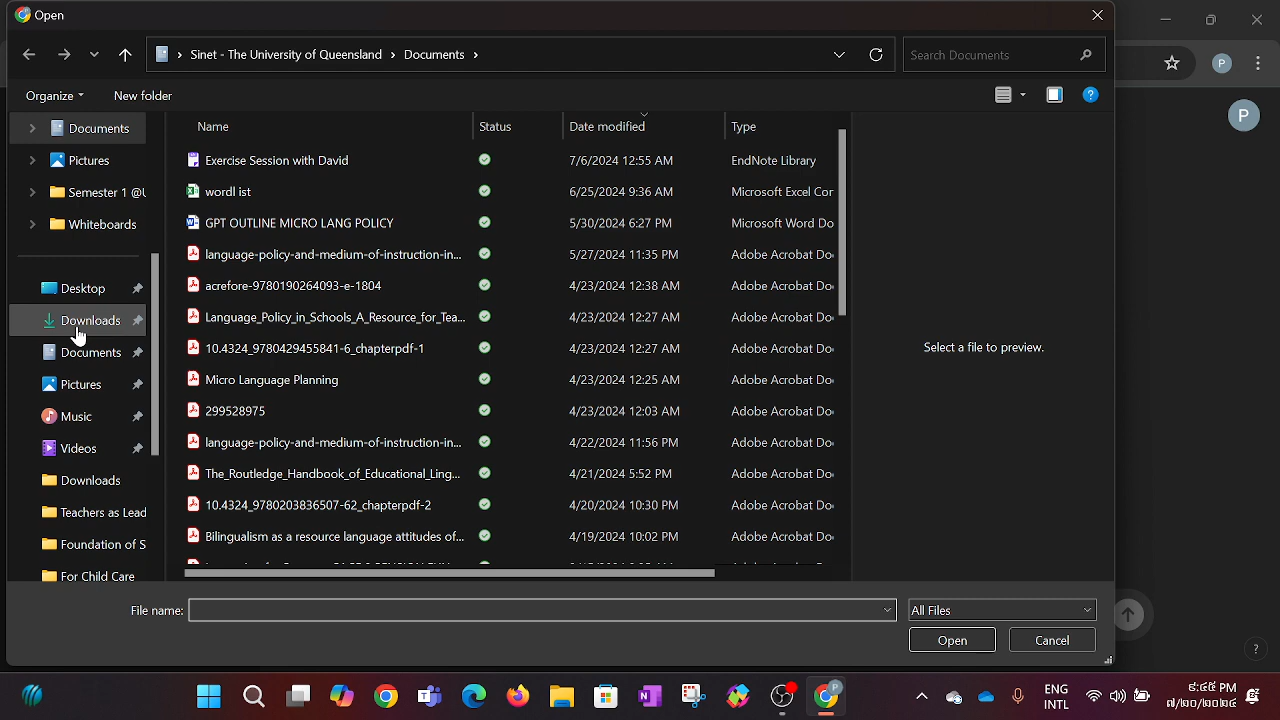 Open
Sinet - The University of Queensland > Documents >
Search Documents
P
P
Organize
New folder
Name
Status
Date modified
Type
Documents
Pictures
Semester 1 @U
Whiteboards
Desktop
Downloads
Documents
Pictures
Music
Videos
Downloads
Teachers as Lead
Foundation of S
For Child Care
Exercise Session with David 7/6/2024 12:55 AM EndNote Library
wordl ist 6/25/2024 9:36 AM Microsoft Excel Cor
GPT OUTLINE MICRO LANG POLICY 5/30/2024 6:27 PM Microsoft Word Do
language-policy-and-medium-of-instruction-in... 5/27/2024 11:35 PM Adobe Acrobat Do
acrefore-9780190264093-e-1804 4/23/2024 12:38 AM Adobe Acrobat Do
Language_Policy_in_Schools_A_Resource_for_Tea... 4/23/2024 12:27 AM Adobe Acrobat Do
10.4324_9780429455841-6_chapterpdf-1 4/23/2024 12:27 AM Adobe Acrobat Do
Micro Language Planning 4/23/2024 12:25 AM Adobe Acrobat Do
299528975 4/23/2024 12:03 AM Adobe Acrobat Do
language-policy-and-medium-of-instruction-in... 4/22/2024 11:56 PM Adobe Acrobat Do
The_Routledge_Handbook_of_Educational_Ling... 4/21/2024 5:52 PM Adobe Acrobat Do
10.4324_9780203836507-62_chapterpdf-2 4/20/2024 10:30 PM Adobe Acrobat Do
Bilingualism as a resource language attitudes of... 4/19/2024 10:02 PM Adobe Acrobat Do
Select a file to preview.
File name:
All Files
Open
Cancel
ENG
INTL
៤:៤៥ PM
៧/២០/២០២៤